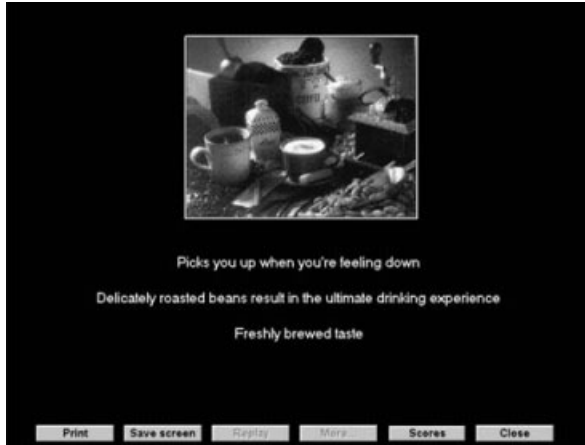 Picks you up when you're feeling down
Delicately roasted beans result in the ultimate drinking experience
Freshly brewed taste
Print Save screen Replay More... Scores Close